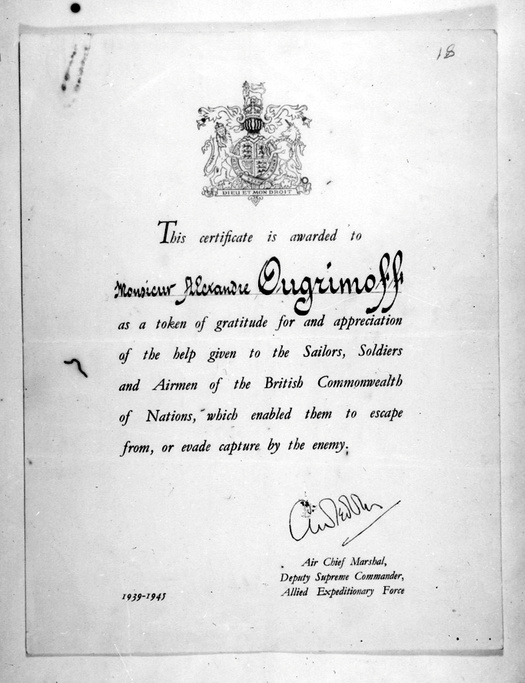 18
DIEU ET MON DROIT
This certificate is awarded to
Monsieur Alexandre Ougrimoff
as a token of gratitude for and appreciation
of the help given to the Sailors, Soldiers
and Airmen of the British Commonwealth
of Nations, which enabled them to escape
from, or evade capture by the enemy.
Air Chief Marshal,
Deputy Supreme Commander,
1939-1945 Allied Expeditionary Force